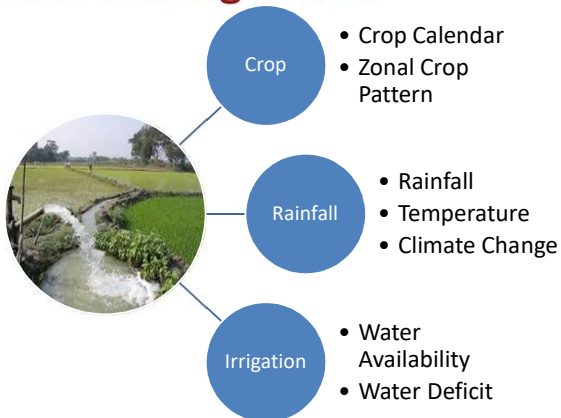 Crop
• Crop Calendar
• Zonal Crop
Pattern
Rainfall
• Rainfall
• Temperature
• Climate Change
Irrigation
• Water
Availability
• Water Deficit